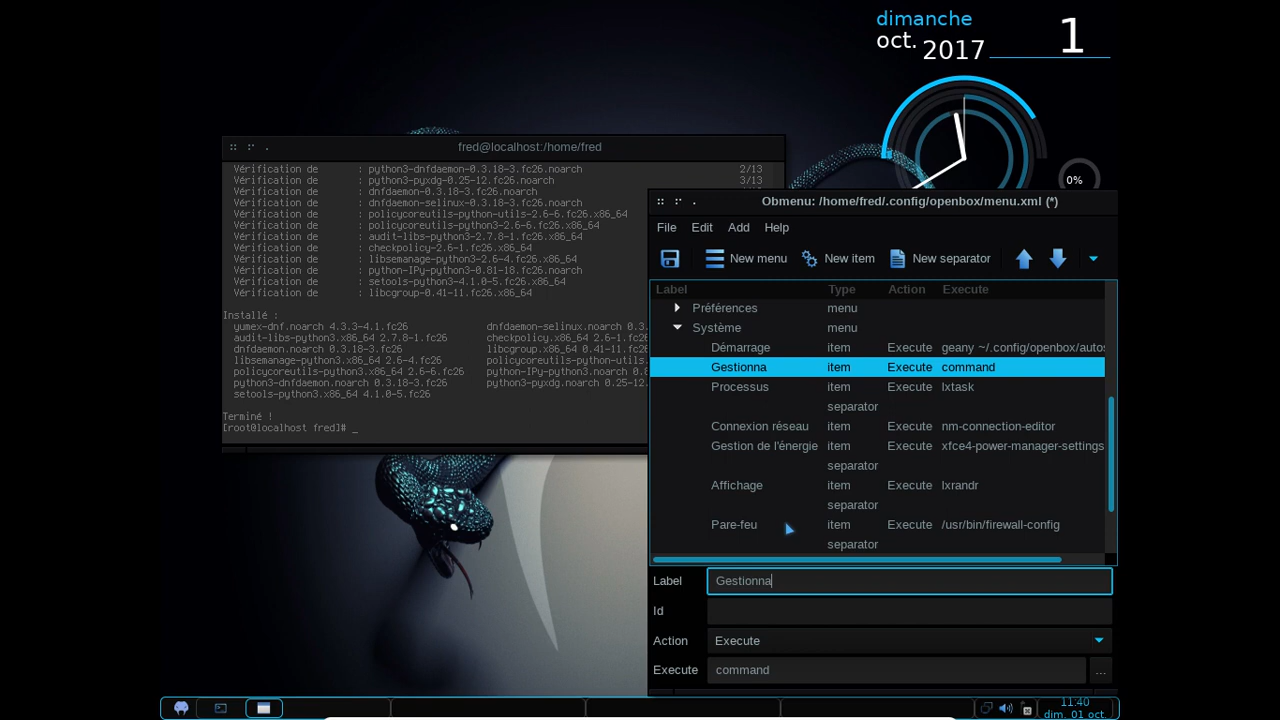 dimanche
oct. 2017 1
0%
fred@localhost:/home/fred
Vérification de : python3-dnfdaemon-0.3.18-3.fc26.noarch 2/13
Vérification de : python3-pyxdg-0.25-12.fc26.noarch 3/13
Vérification de : dnfdaemon-0.3.18-3.fc26.noarch
Vérification de : dnfdaemon-selinux-0.3.18-3.fc26.noarch
Vérification de : policycoreutils-python-utils-2.6-6.fc26.x86_64
Vérification de : policycoreutils-python3-2.6-6.fc26.x86_64
Vérification de : audit-libs-python3-2.7.8-1.fc26.x86_64
Vérification de : checkpolicy-2.6-1.fc26.x86_64
Vérification de : libsemanage-python3-2.6-4.fc26.x86_64
Vérification de : python-IPy-python3-0.81-18.fc26.noarch
Vérification de : setools-python3-4.1.0-5.fc26.x86_64
Vérification de : libcgroup-0.41-11.fc26.x86_64
Installé :
yumex-dnf.noarch 4.3.3-4.1.fc26 dnfdaemon-selinux.noarch 0.3.
audit-libs-python3.x86_64 2.7.8-1.fc26 checkpolicy.x86_64 2.6-1.fc26
dnfdaemon.noarch 0.3.18-3.fc26 libcgroup.x86_64 0.41-11.fc26
libsemanage-python3.x86_64 2.6-4.fc26 policycoreutils-python-utils.
policycoreutils-python3.x86_64 2.6-6.fc26 python-IPy-python3.noarch 0.8
python3-dnfdaemon.noarch 0.3.18-3.fc26 python3-pyxdg.noarch 0.25-12.
setools-python3.x86_64 4.1.0-5.fc26
Terminé !
[root@localhost fred]# _
Obmenu: /home/fred/.config/openbox/menu.xml (*)
File Edit Add Help
New menu New item New separator
Label Type Action Execute
Préférences menu
Système menu
Démarrage item Execute geany ~/.config/openbox/autos
Gestionna item Execute command
Processus item Execute lxtask
separator
Connexion réseau item Execute nm-connection-editor
Gestion de l'énergie item Execute xfce4-power-manager-settings
separator
Affichage item Execute lxrandr
separator
Pare-feu item Execute /usr/bin/firewall-config
separator
Label Gestionna
Id
Action Execute
Execute command ...
11:40
dim. 01 oct.